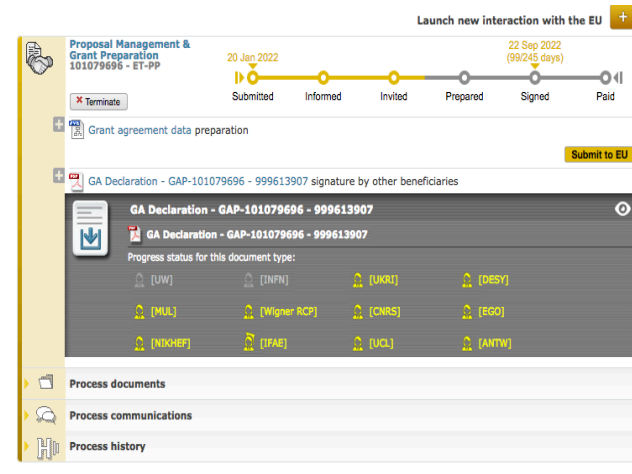 Launch new interaction with the EU +
Proposal Management &
Grant Preparation
101079696 - ET-PP
20 Jan 2022
22 Sep 2022
(99/245 days)
Terminate
Submitted Informed Invited Prepared Signed Paid
Grant agreement data preparation
Submit to EU
GA Declaration - GAP-101079696 - 999613907 signature by other beneficiaries
GA Declaration - GAP-101079696 - 999613907
GA Declaration - GAP-101079696 - 999613907
Progress status for this document type:
[UW] [INFN] [UKRI] [DESY]
[MUL] [Wigner RCP] [CNRS] [EGO]
[NIKHEF] [IFAE] [UCL] [ANTW]
Process documents
Process communications
Process history